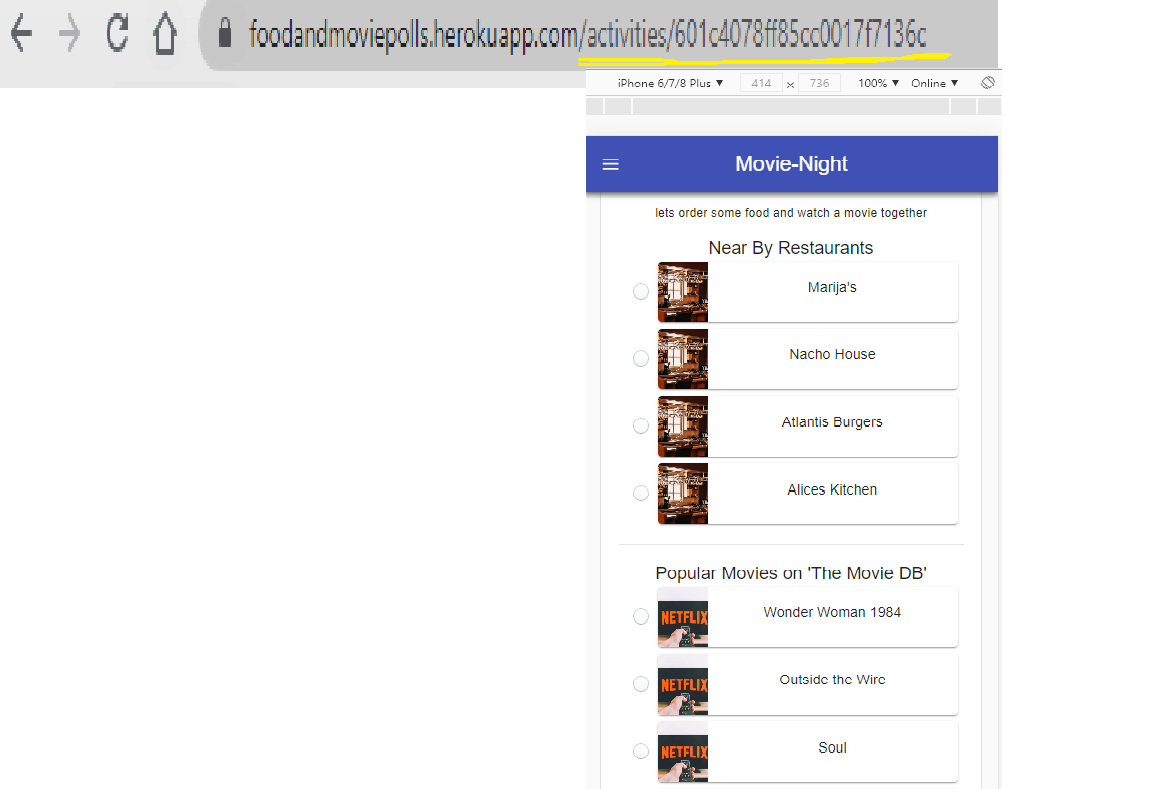 foodandmoviepolls.herokuapp.com/activities/601c4078ff85cc0017f7136c
iPhone 6/7/8 Plus ▼ 414 x 736 100% ▼ Online ▼
Movie-Night
lets order some food and watch a movie together
Near By Restaurants
Marija's
Nacho House
Atlantis Burgers
Alices Kitchen
Popular Movies on 'The Movie DB'
NETFLIX
Wonder Woman 1984
NETFLIX
Outside the Wire
NETFLIX
Soul